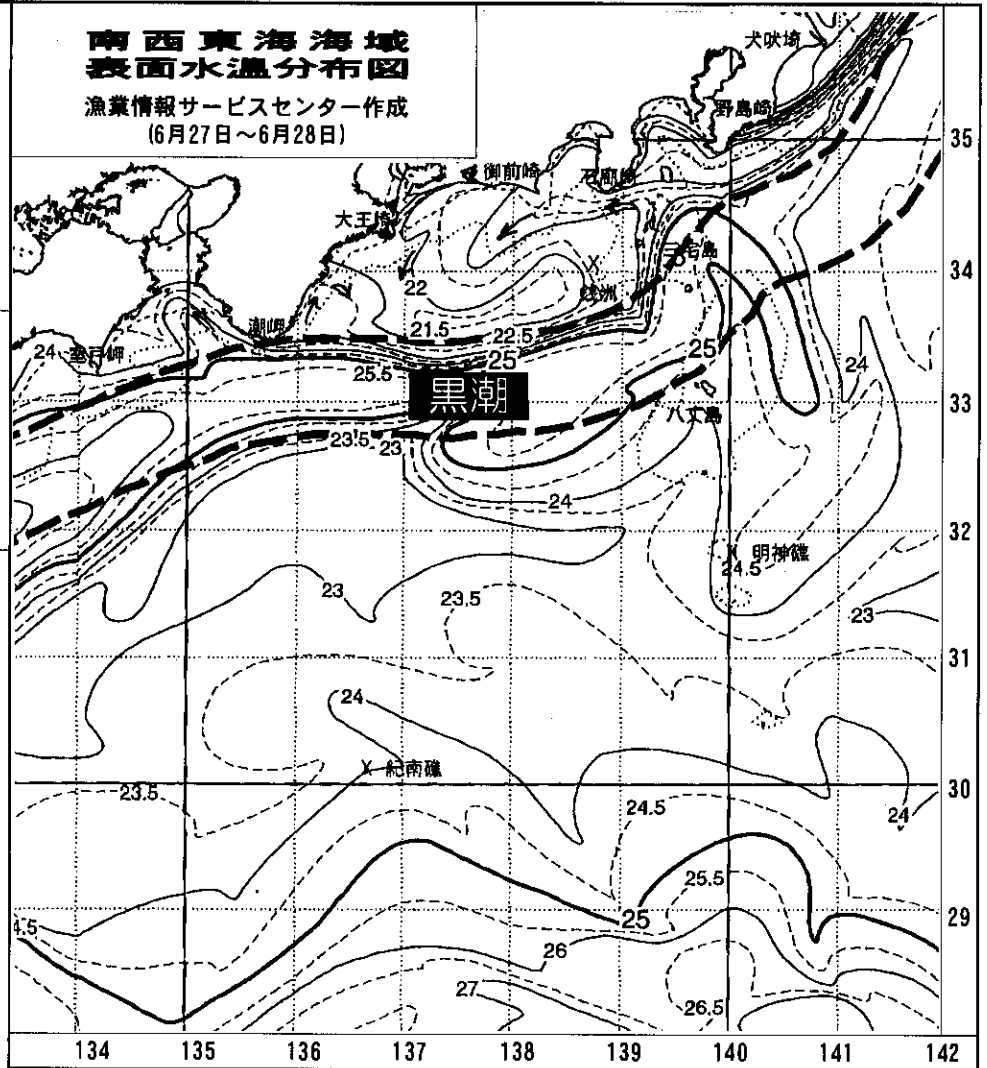 南西東海海域
表面水温分布図
漁業情報サービスセンター作成
(6月27日～6月28日)
犬吠埼
野島崎
35
御前崎
石廊崎
大王崎
三宅島
34
22
X
銭洲
潮岬
21.5
22.5
24
室戸岬
25
25
24
25.5
黒潮
33
八丈島
23.5
23
24
32
X 明神礁
24.5
23
23.5
23
31
24
X 紀南礁
30
23.5
24.5
24
25.5
29
4.5
25
26
27
26.5
134
135
136
137
138
139
140
141
142